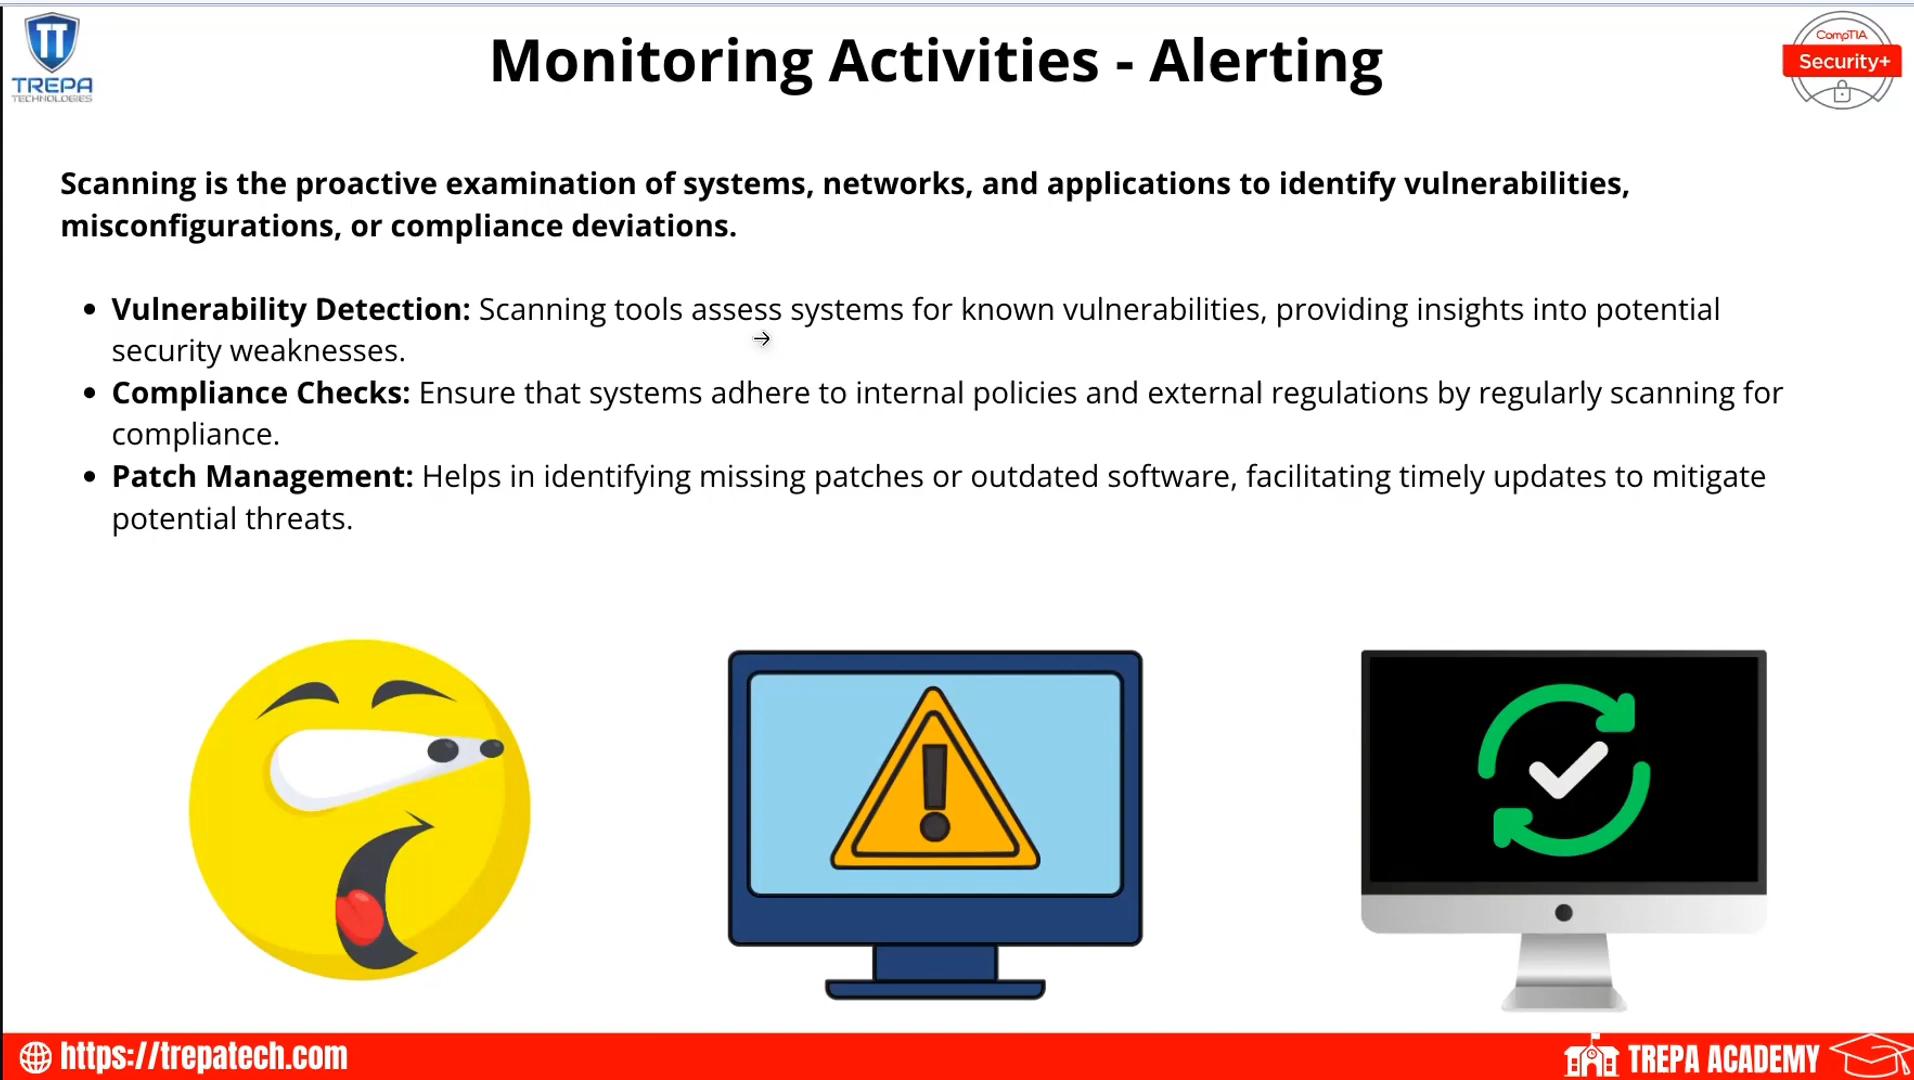 TT
TREPA
TECHNOLOGIES
Monitoring Activities - Alerting
CompTIA
Security+
Scanning is the proactive examination of systems, networks, and applications to identify vulnerabilities,
misconfigurations, or compliance deviations.
• Vulnerability Detection: Scanning tools assess systems for known vulnerabilities, providing insights into potential
security weaknesses.
• Compliance Checks: Ensure that systems adhere to internal policies and external regulations by regularly scanning for
compliance.
• Patch Management: Helps in identifying missing patches or outdated software, facilitating timely updates to mitigate
potential threats.
https://trepatech.com
TREPA ACADEMY